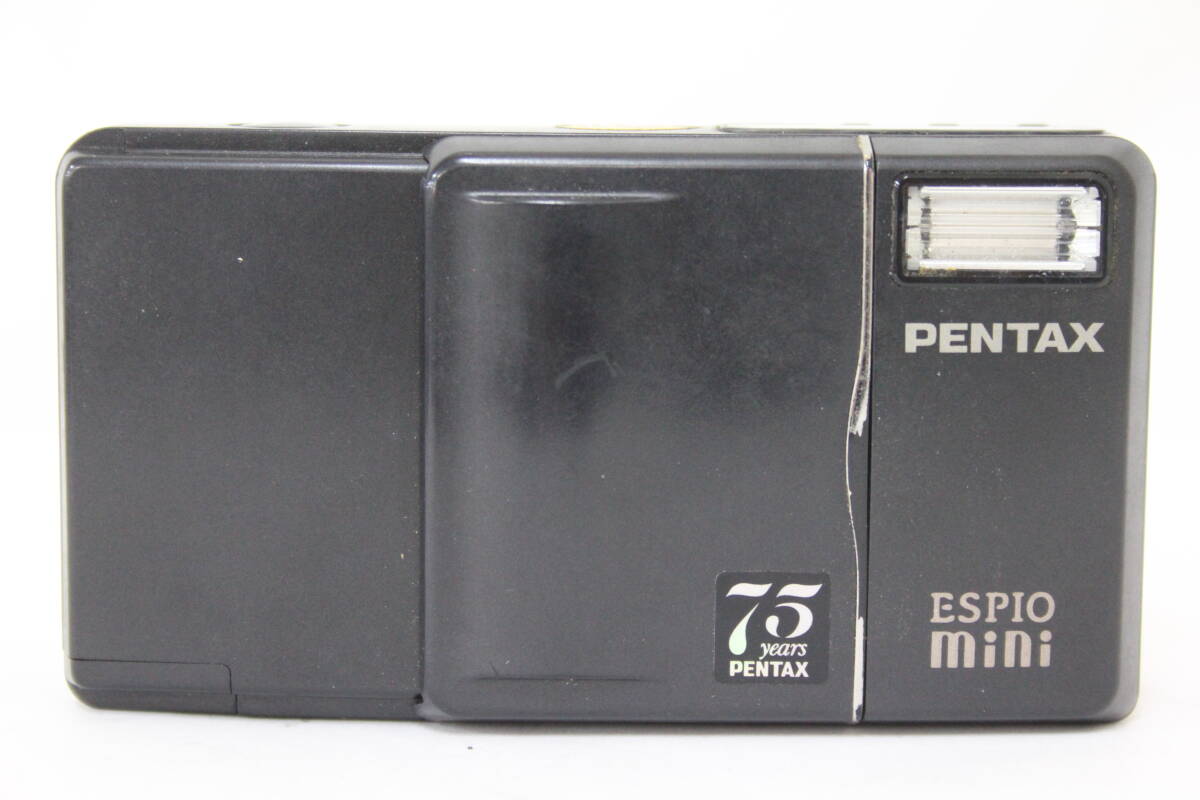 PENTAX
ESPIO
mini
75
years
PENTAX